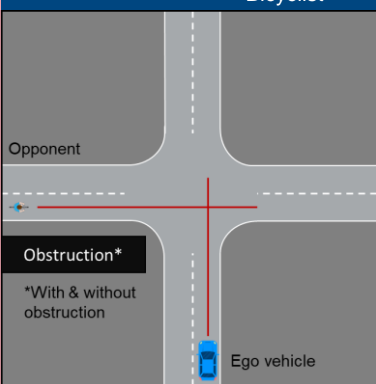 Opponent
Obstruction*
*With & without
obstruction
Ego vehicle